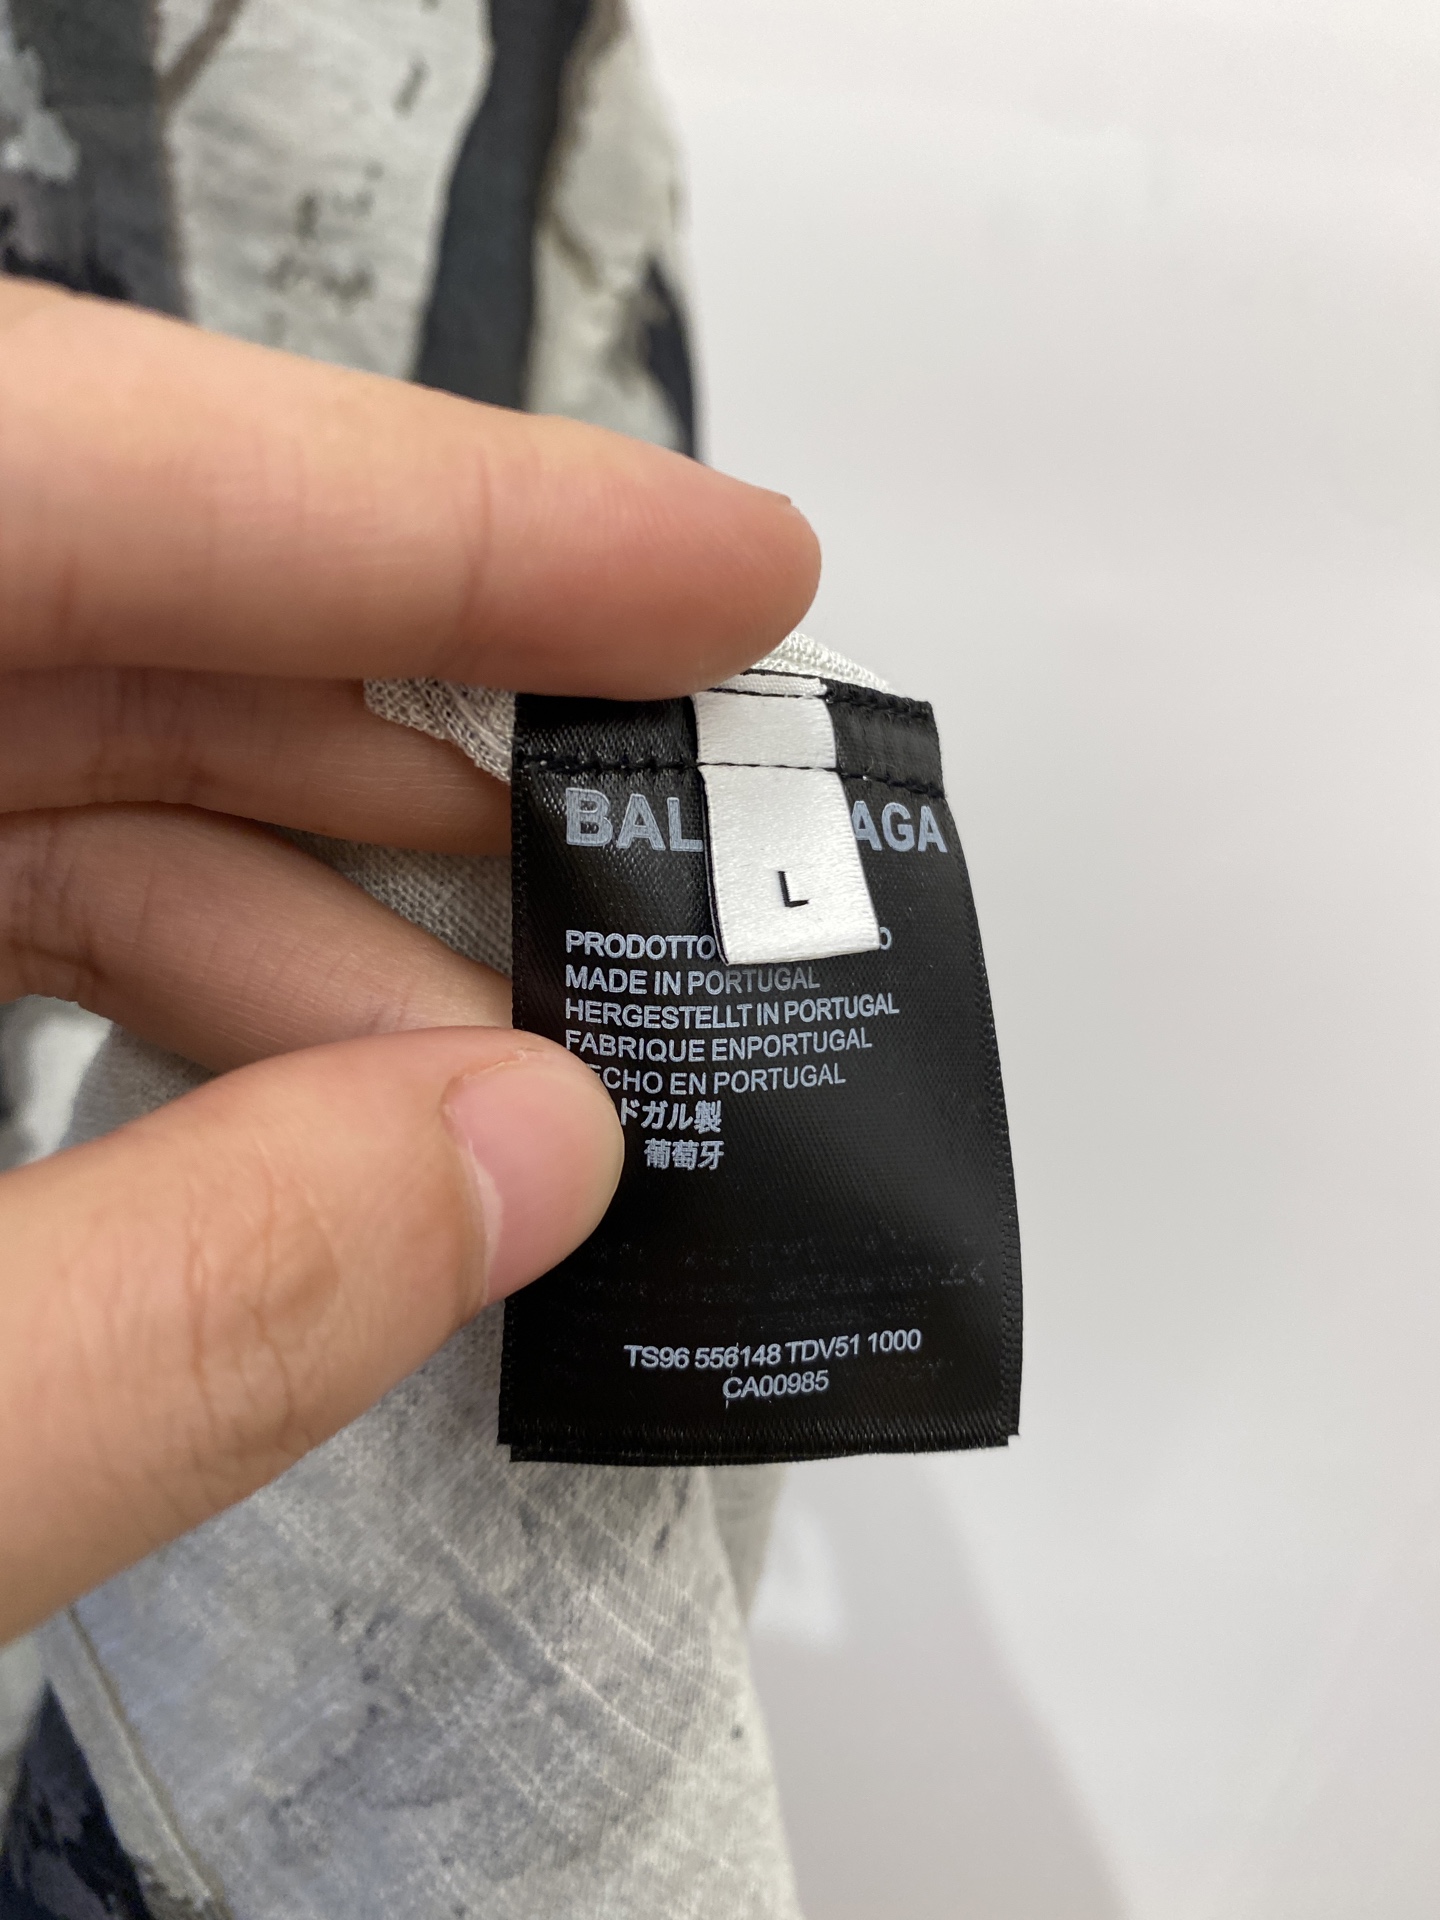 BAL AGA
L
PRODOTTO O
MADE IN PORTUGAL
HERGESTELLT IN PORTUGAL
FABRIQUE ENPORTUGAL
ECHO EN PORTUGAL
ドガル製
葡萄牙
TS96 556148 TDV51 1000
CA00985